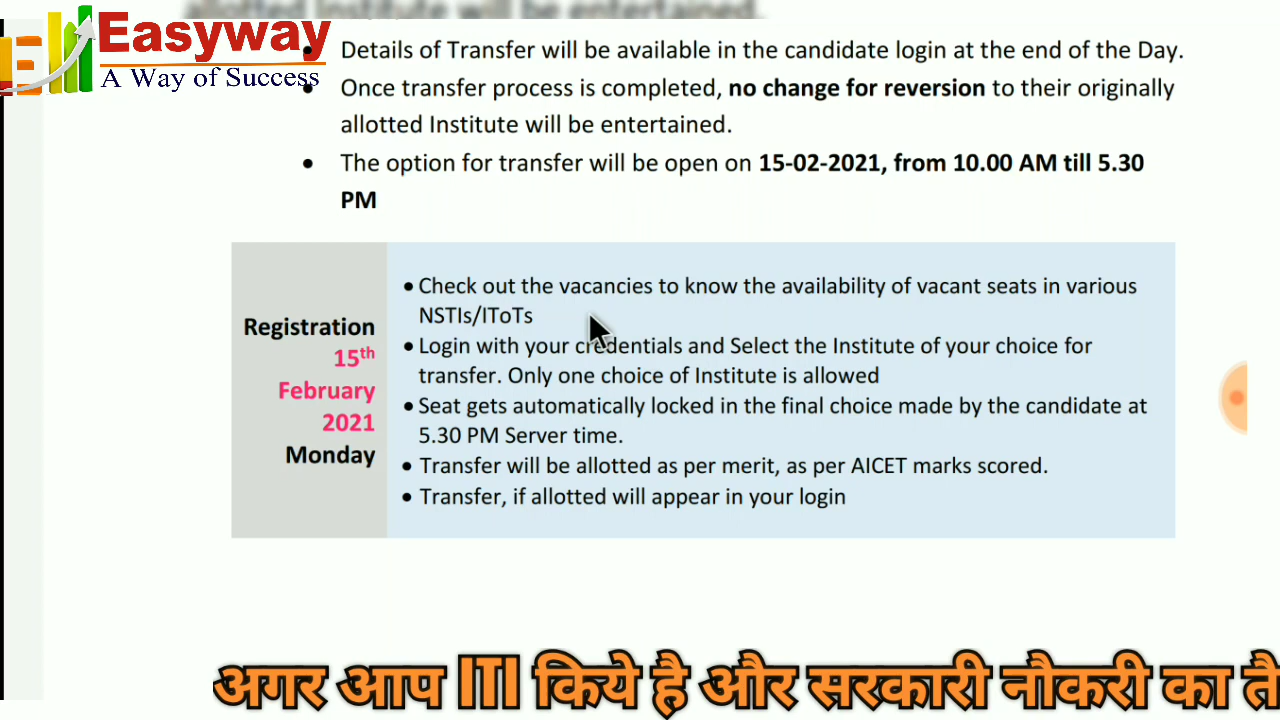 allotted Institute will be entertained.
Easyway
A Way of Success
• Details of Transfer will be available in the candidate login at the end of the Day.
• Once transfer process is completed, no change for reversion to their originally
allotted Institute will be entertained.
• The option for transfer will be open on 15-02-2021, from 10.00 AM till 5.30
PM
Registration
15th
February
2021
Monday
• Check out the vacancies to know the availability of vacant seats in various
NSTIs/IToTs
• Login with your credentials and Select the Institute of your choice for
transfer. Only one choice of Institute is allowed
• Seat gets automatically locked in the final choice made by the candidate at
5.30 PM Server time.
• Transfer will be allotted as per merit, as per AICET marks scored.
• Transfer, if allotted will appear in your login
अगर आप ITI किये है और सरकारी नौकरी का